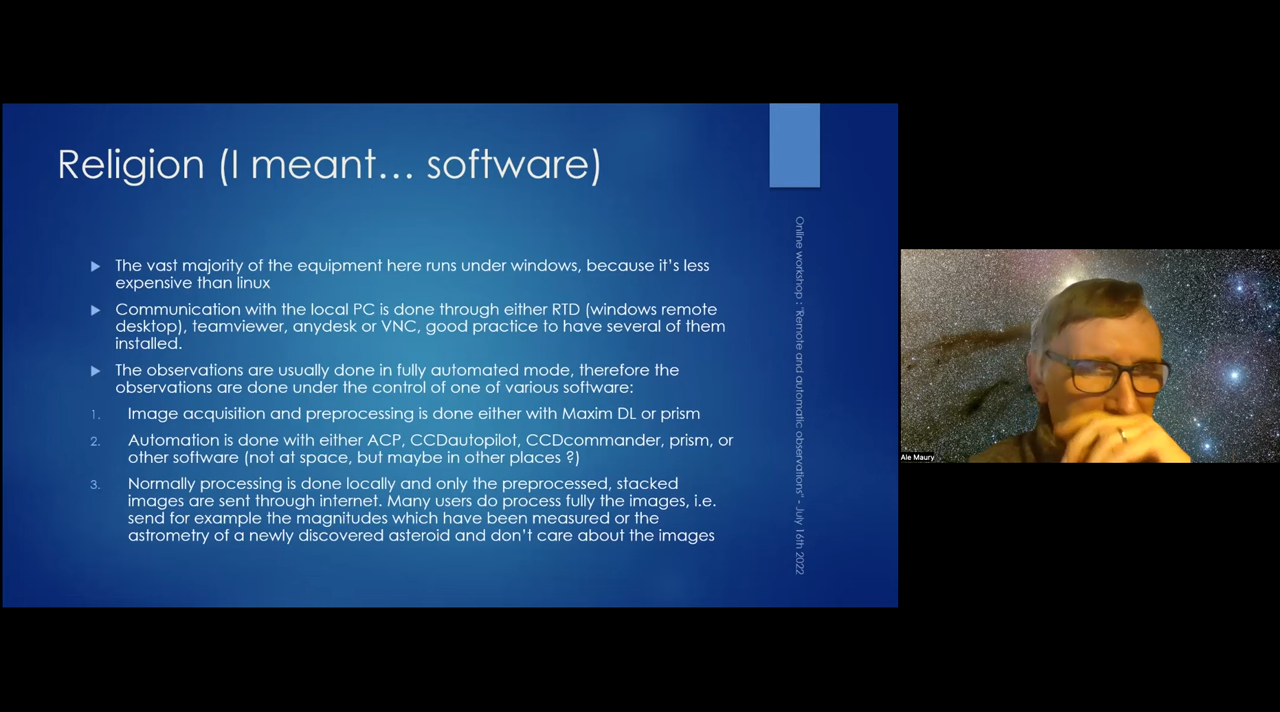 Religion (I meant… software)
The vast majority of the equipment here runs under windows, because it's less
expensive than linux
Communication with the local PC is done through either RTD (windows remote
desktop), teamviewer, anydesk or VNC, good practice to have several of them
installed.
The observations are usually done in fully automated mode, therefore the
observations are done under the control of one of various software:
1. Image acquisition and preprocessing is done either with Maxim DL or prism
2. Automation is done with either ACP, CCDautopilot, CCDcommander, prism, or
other software (not at space, but maybe in other places ?)
3. Normally processing is done locally and only the preprocessed, stacked
images are sent through internet. Many users do process fully the images, i.e.
send for example the magnitudes which have been measured or the
astrometry of a newly discovered asteroid and don't care about the images
Online workshop : "Remote and automatic observations" - July 16th 2022
Ale Maury